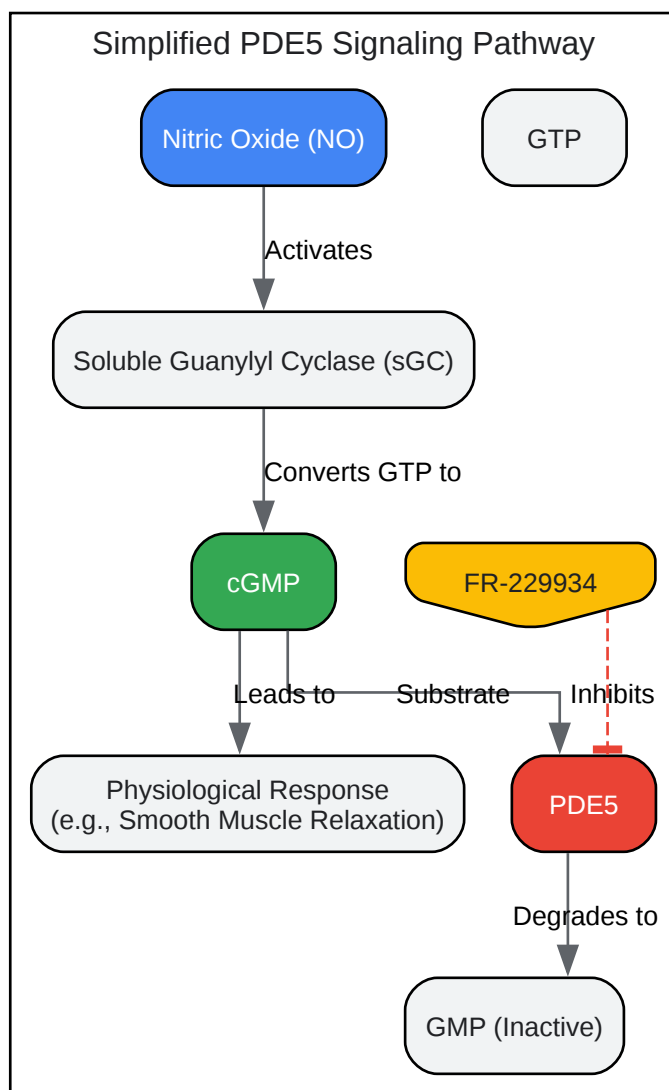 Simplified PDE5 Signaling Pathway
Nitric Oxide (NO)
GTP
Activates
Soluble Guanylyl Cyclase (sGC)
Converts GTP to
cGMP
FR-229934
Leads to
Substrate
Inhibits
Physiological Response
(e.g., Smooth Muscle Relaxation)
PDE5
Degrades to
GMP (Inactive)